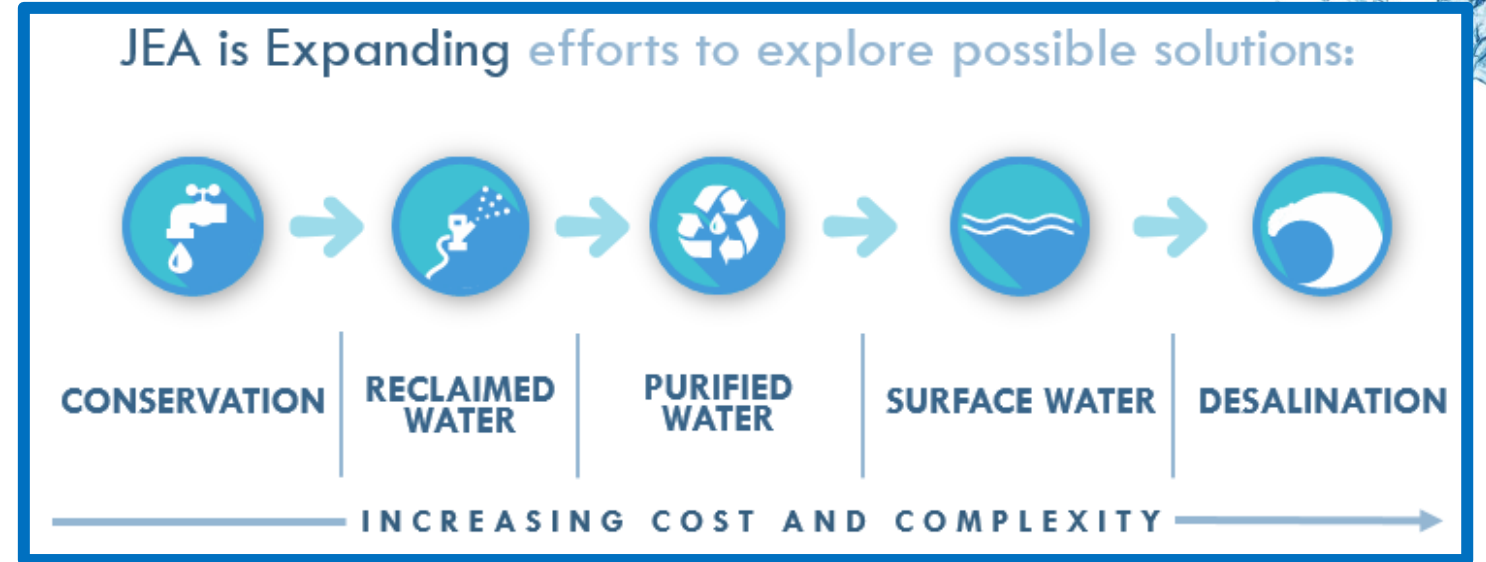 JEA is Expanding efforts to explore possible solutions:
CONSERVATION
RECLAIMED
WATER
PURIFIED
WATER
SURFACE WATER
DESALINATION
INCREASING COST AND COMPLEXITY